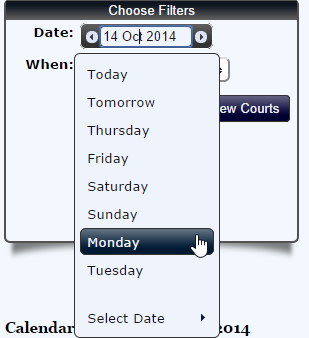 Choose Filters
Date: 14 Oct 2014
When:
ew Courts
Today
Tomorrow
Thursday
Friday
Saturday
Sunday
Monday
Tuesday
Select Date
Calendar 2014